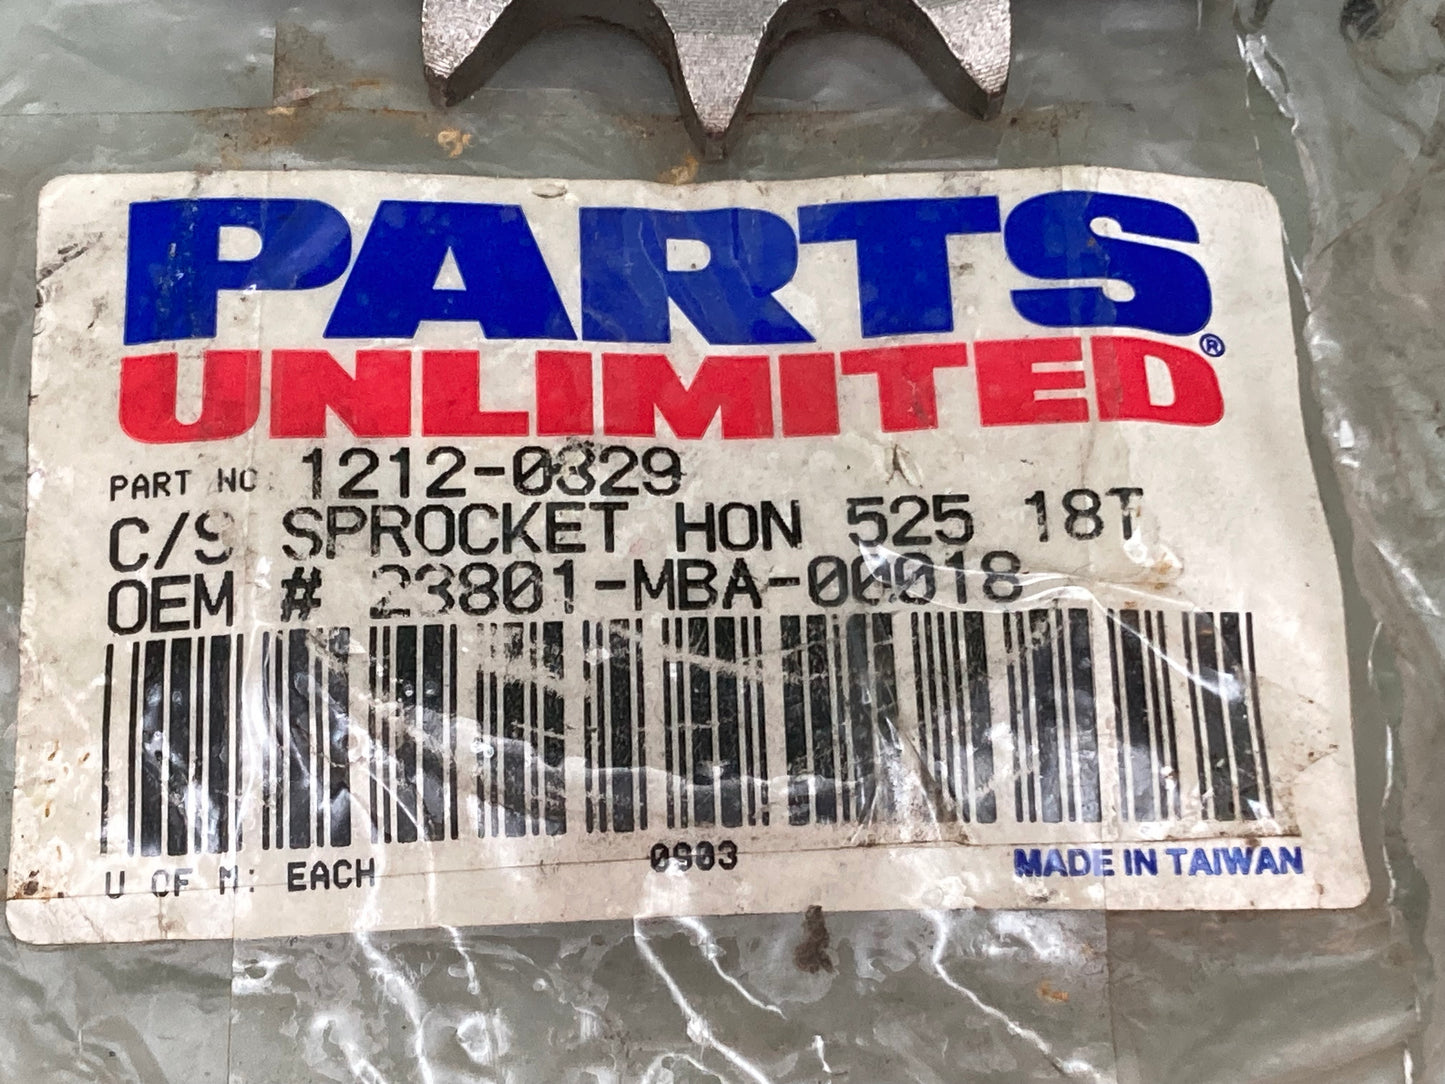 PARTS
UNLIMITED®
PART NO: 1212-0329
C/S SPROCKET HON 525 18T
OEM # 23801-MBA-00018
U OF M: EACH
0903
MADE IN TAIWAN